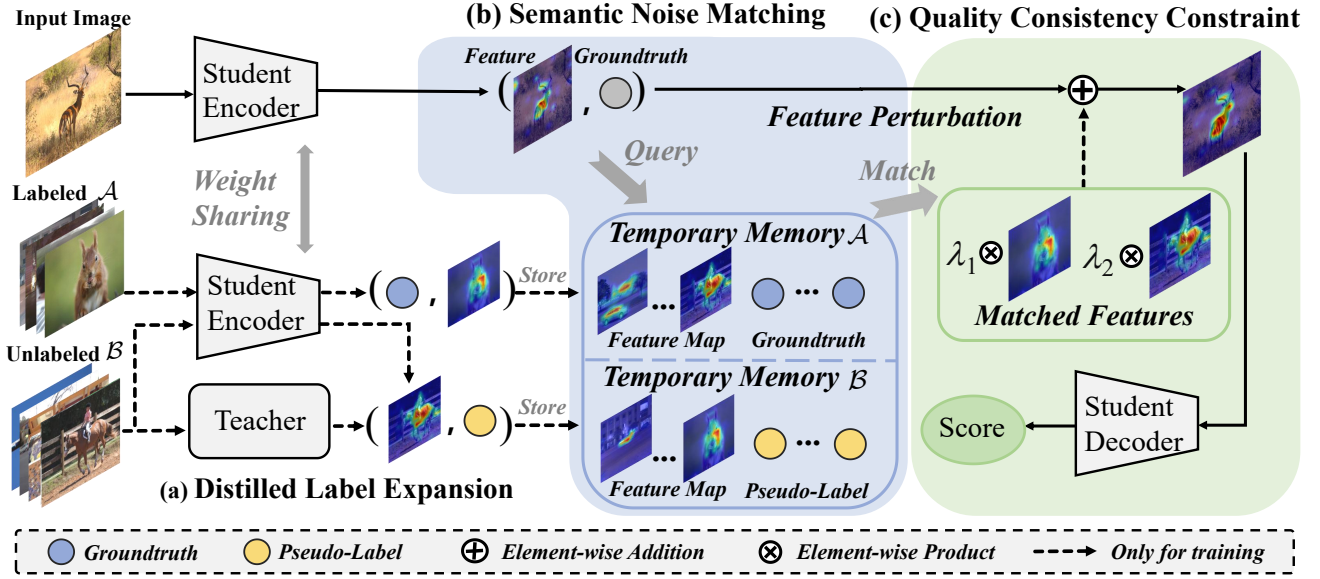 Input Image
(b) Semantic Noise Matching
(c) Quality Consistency Constraint
Student
Encoder
Feature
Groundtruth
( , )
Feature Perturbation
Query
Match
Weight
Sharing
Labeled 𝒜
Student
Encoder
( , )
Store
Temporary Memory 𝒜
...
...
Feature Map
Groundtruth
λ1⊗
λ2⊗
Matched Features
Unlabeled ℬ
Teacher
( , )
Store
Temporary Memory ℬ
...
...
Feature Map
Pseudo-Label
Score
Student
Decoder
(a) Distilled Label Expansion
Groundtruth
Pseudo-Label
Element-wise Addition
Element-wise Product
Only for training